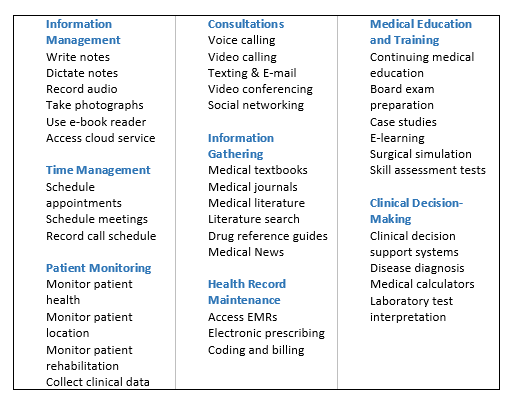 Information
Management
Write notes
Dictate notes
Record audio
Take photographs
Use e-book reader
Access cloud service
Time Management
Schedule
appointments
Schedule meetings
Record call schedule
Patient Monitoring
Monitor patient
health
Monitor patient
location
Monitor patient
rehabilitation
Collect clinical data
Consultations
Voice calling
Video calling
Texting & E-mail
Video conferencing
Social networking
Information
Gathering
Medical textbooks
Medical journals
Medical literature
Literature search
Drug reference guides
Medical News
Health Record
Maintenance
Access EMRs
Electronic prescribing
Coding and billing
Medical Education
and Training
Continuing medical
education
Board exam
preparation
Case studies
E-learning
Surgical simulation
Skill assessment tests
Clinical Decision-
Making
Clinical decision
support systems
Disease diagnosis
Medical calculators
Laboratory test
interpretation